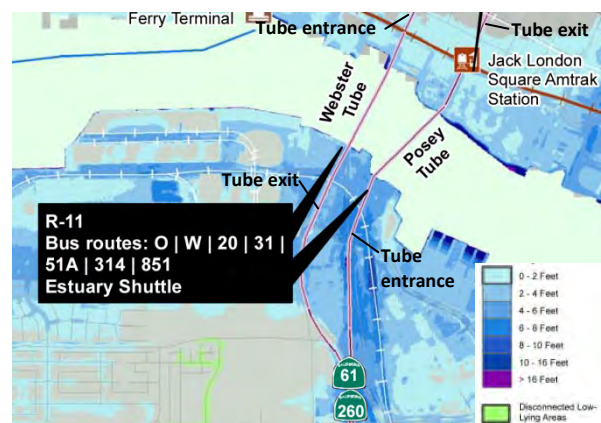 Ferry Terminal
Tube entrance
Tube exit
Jack London
Square Amtrak
Station
Webster
Tube
Posey
Tube
Tube exit
R-11
Bus routes: O | W | 20 | 31 |
51A | 314 | 851
Estuary Shuttle
Tube
entrance
61
260
0 - 2 Feet
2 - 4 Feet
4 - 6 Feet
6 - 8 Feet
8 - 10 Feet
10 - 16 Feet
> 16 Feet
Disconnected Low-
Lying Areas